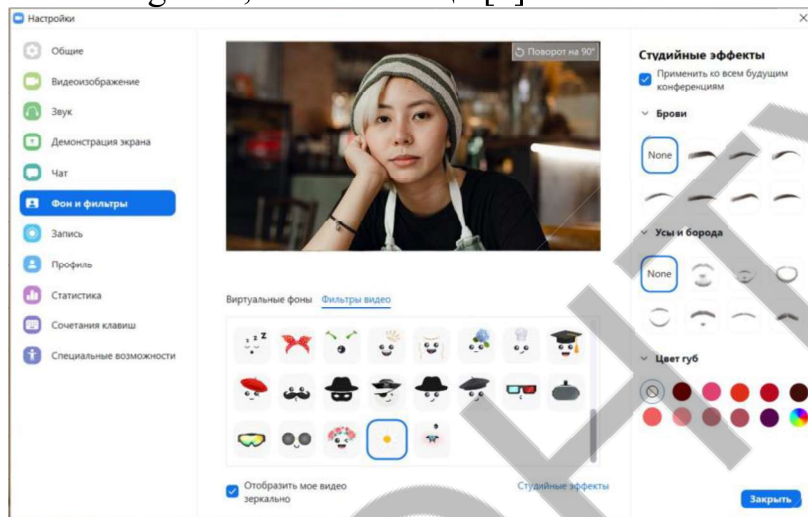 Настройки
Общие
Видеоизображение
Звук
Демонстрация экрана
Чат
Фон и фильтры
Запись
Профиль
Статистика
Сочетания клавиш
Специальные возможности
Поворот на 90°
Виртуальные фоны Фильтры видео
Отобразить мое видео
зеркально
Студийные эффекты
Студийные эффекты
Применить ко всем будущим
конференциям
Брови
None
Усы и борода
None
Цвет губ
Закрыть